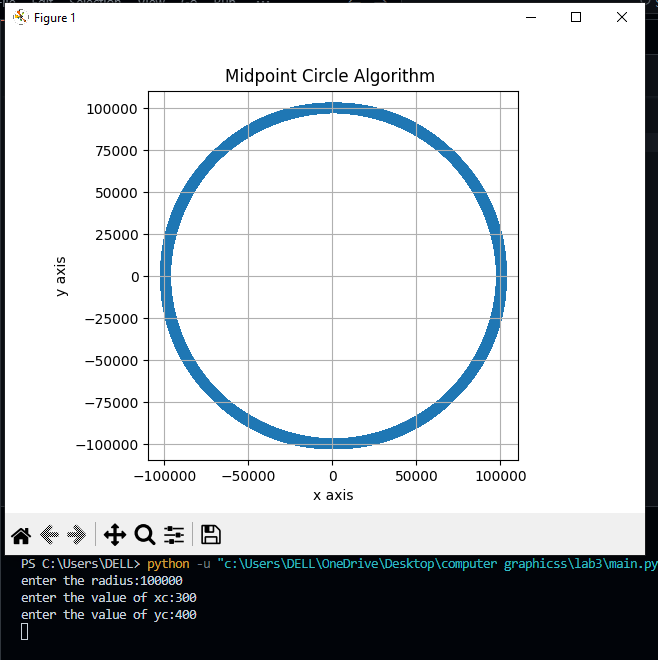 Figure 1
Midpoint Circle Algorithm
100000
75000
50000
25000
0
−25000
−50000
−75000
−100000
y axis
−100000 −50000 0 50000 100000
x axis
PS C:\Users\DELL> python -u "c:\Users\DELL\OneDrive\Desktop\computer graphicss\lab3\main.py
enter the radius:100000
enter the value of xc:300
enter the value of yc:400